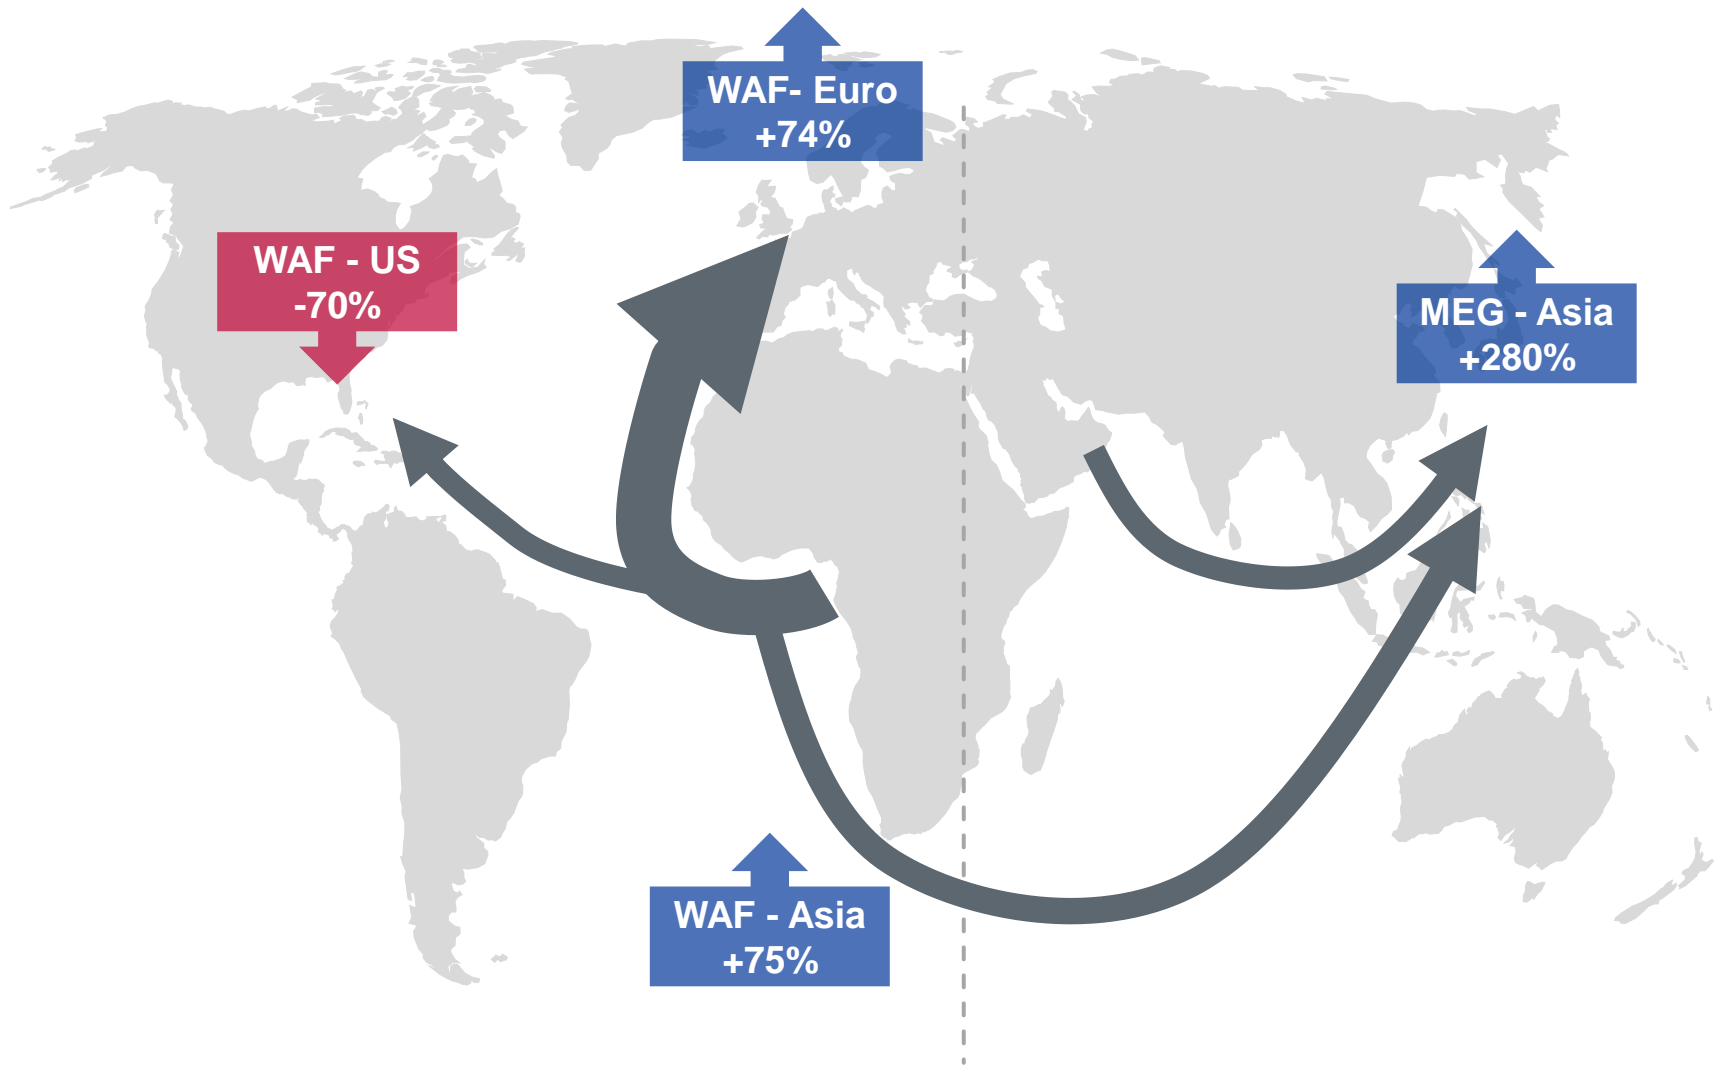 WAF- Euro
+74%
WAF - US
-70%
MEG - Asia
+280%
WAF - Asia
+75%